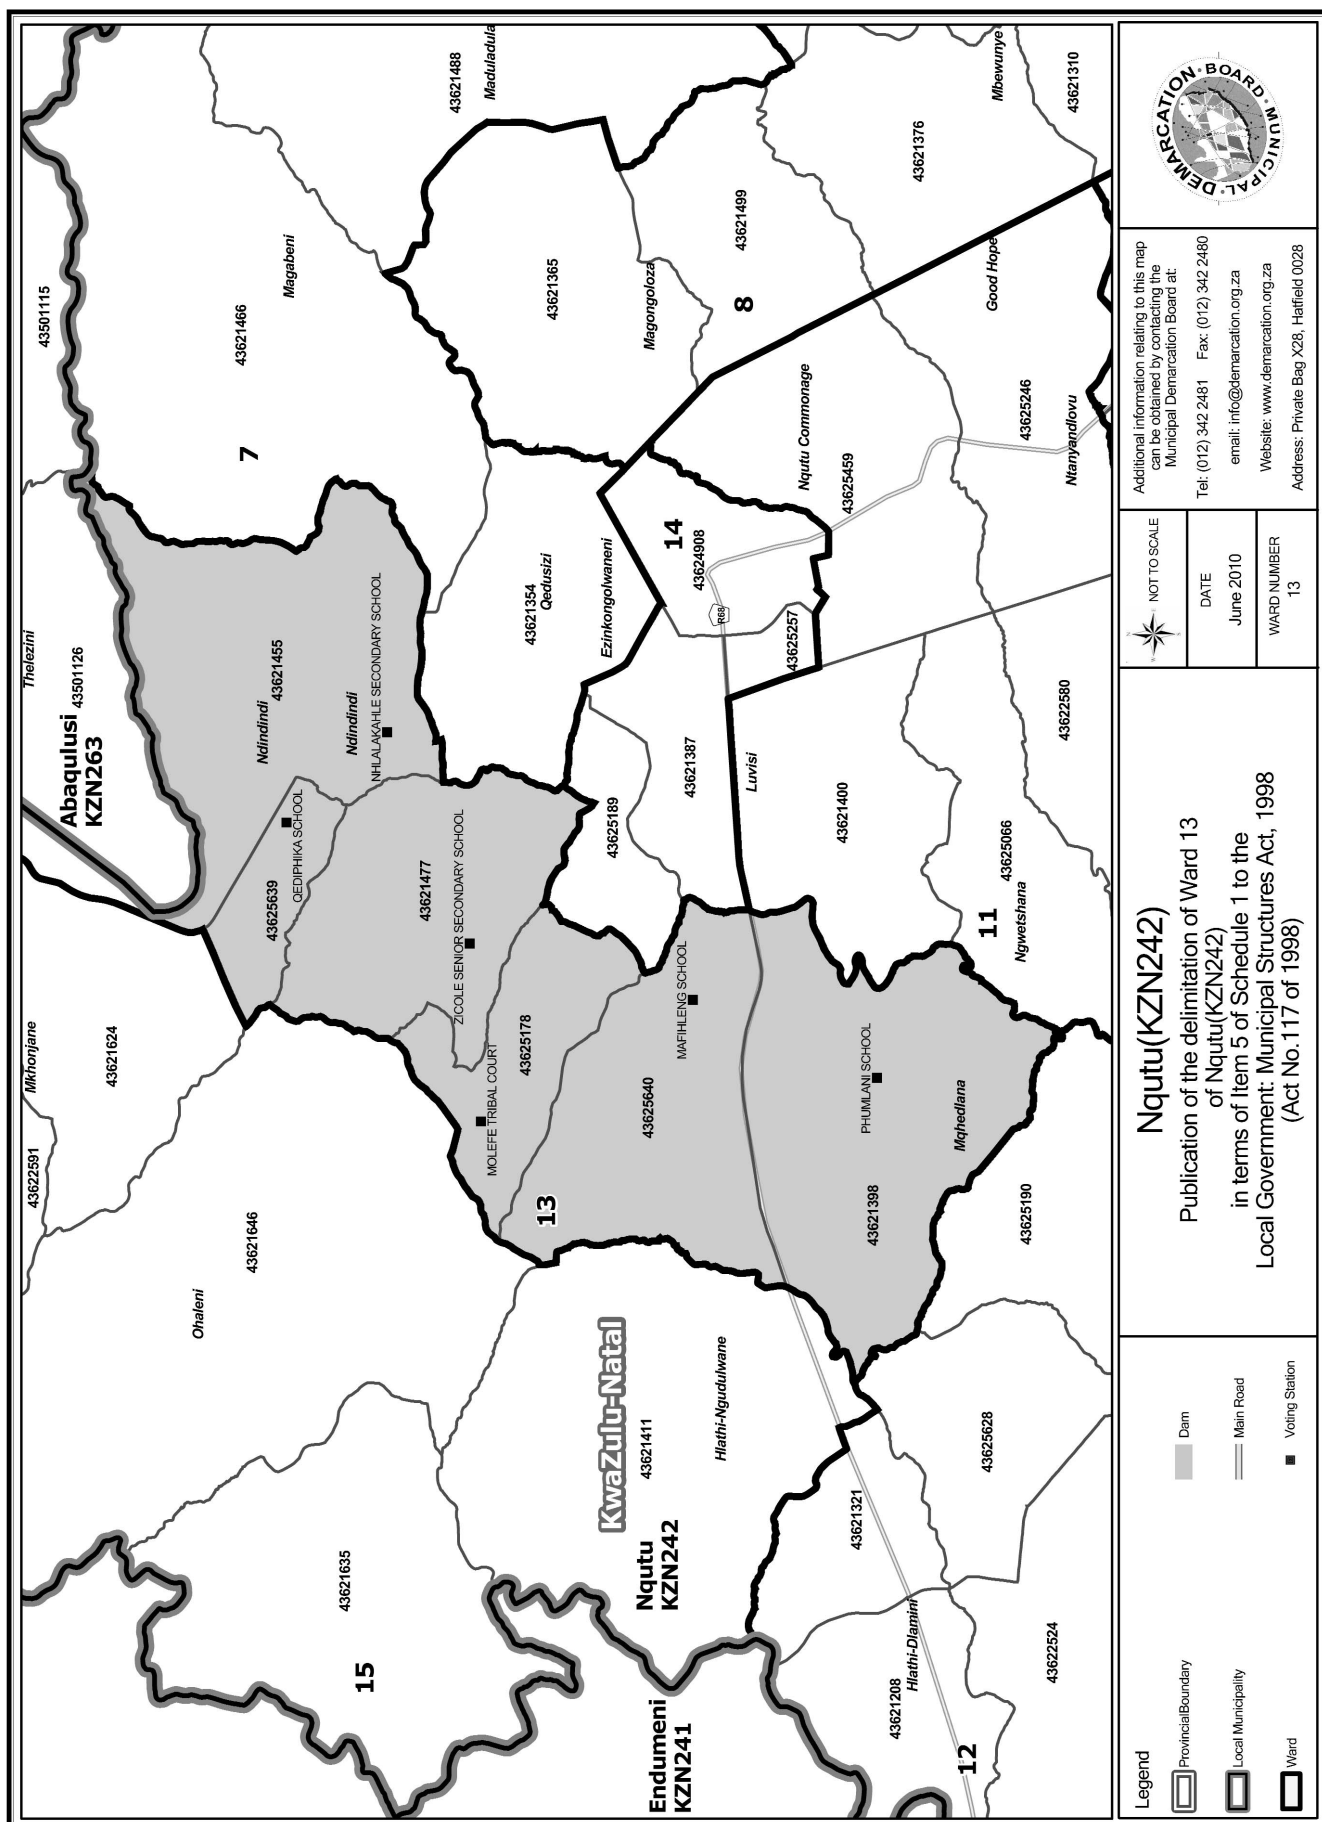 43501115
43621488
Maduladula
Thelezini
43501126
Abaqulusi
KZN263
43621466
Magabeni
7
Mkhonjane
43622591
43621624
Ndindindi
43621455
QEDIPHIKA SCHOOL
43625639
Ndindindi
NHLALAKAHLE SECONDARY SCHOOL
43621365
Magongoloza
43621499
8
43621376
Mbewunye
43621310
Ohaleni
43621646
43621477
ZICOLE SENIOR SECONDARY SCHOOL
MOLEFE TRIBAL COURT
43625178
43621354
Qedusizi
Ezinkongolwaneni
14
43624908
R68
43625257
Nqutu Commonage
43625459
Good Hope
43625246
Ntanyandlovu
13
43625640
MAFIHLENG SCHOOL
43625189
43621387
Luvisi
43621400
43625066
Ngwetshana
11
43622580
15
43621635
KwaZulu-Natal
43621411
Nqutu
KZN242
Hlathi-Ngudulwane
PHUMLANI SCHOOL
43621398
Mqhedlana
43625190
Endumeni
KZN241
43621321
43625628
43621208
Hlathi-Dlamini
12
43622524
Legend
ProvincialBoundary
Local Municipality
Ward
Dam
Main Road
Voting Station
Nqutu(KZN242)
Publication of the delimitation of Ward 13
of Nqutu(KZN242)
in terms of Item 5 of Schedule 1 to the
Local Government: Municipal Structures Act, 1998
(Act No.117 of 1998)
NOT TO SCALE
DATE
June 2010
WARD NUMBER
13
Additional information relating to this map
can be obtained by contacting the
Municipal Demarcation Board at:
Tel: (012) 342 2481 Fax: (012) 342 2480
email: info@demarcation.org.za
Website: www.demarcation.org.za
Address: Private Bag X28, Hatfield 0028
MUNICIPAL DEMARCATION BOARD